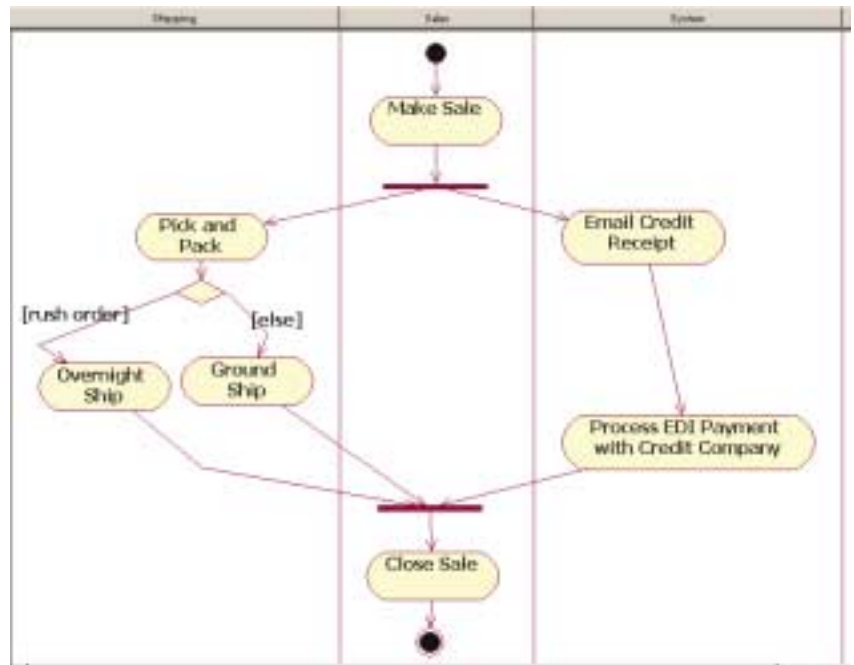 Shipping
Sales
System
Make Sale
Pick and
Pack
Email Credit
Receipt
[rush order]
[else]
Overnight
Ship
Ground
Ship
Process EDI Payment
with Credit Company
Close Sale